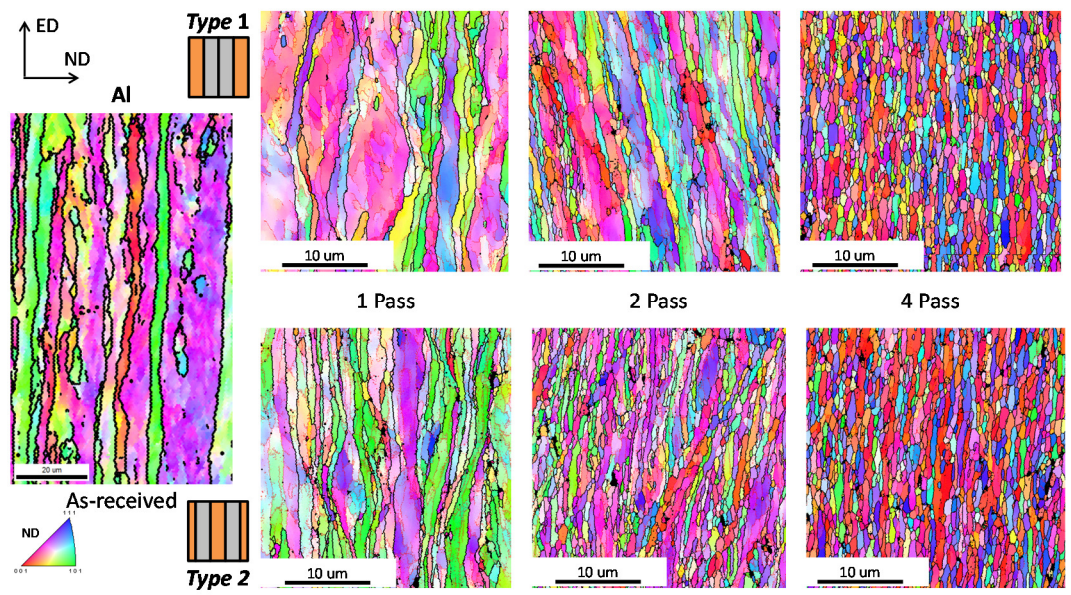 ED
ND
Type 1
Al
20 um
As-received
ND
111
001
101
Type 2
10 um
10 um
10 um
1 Pass
2 Pass
4 Pass
10 um
10 um
10 um